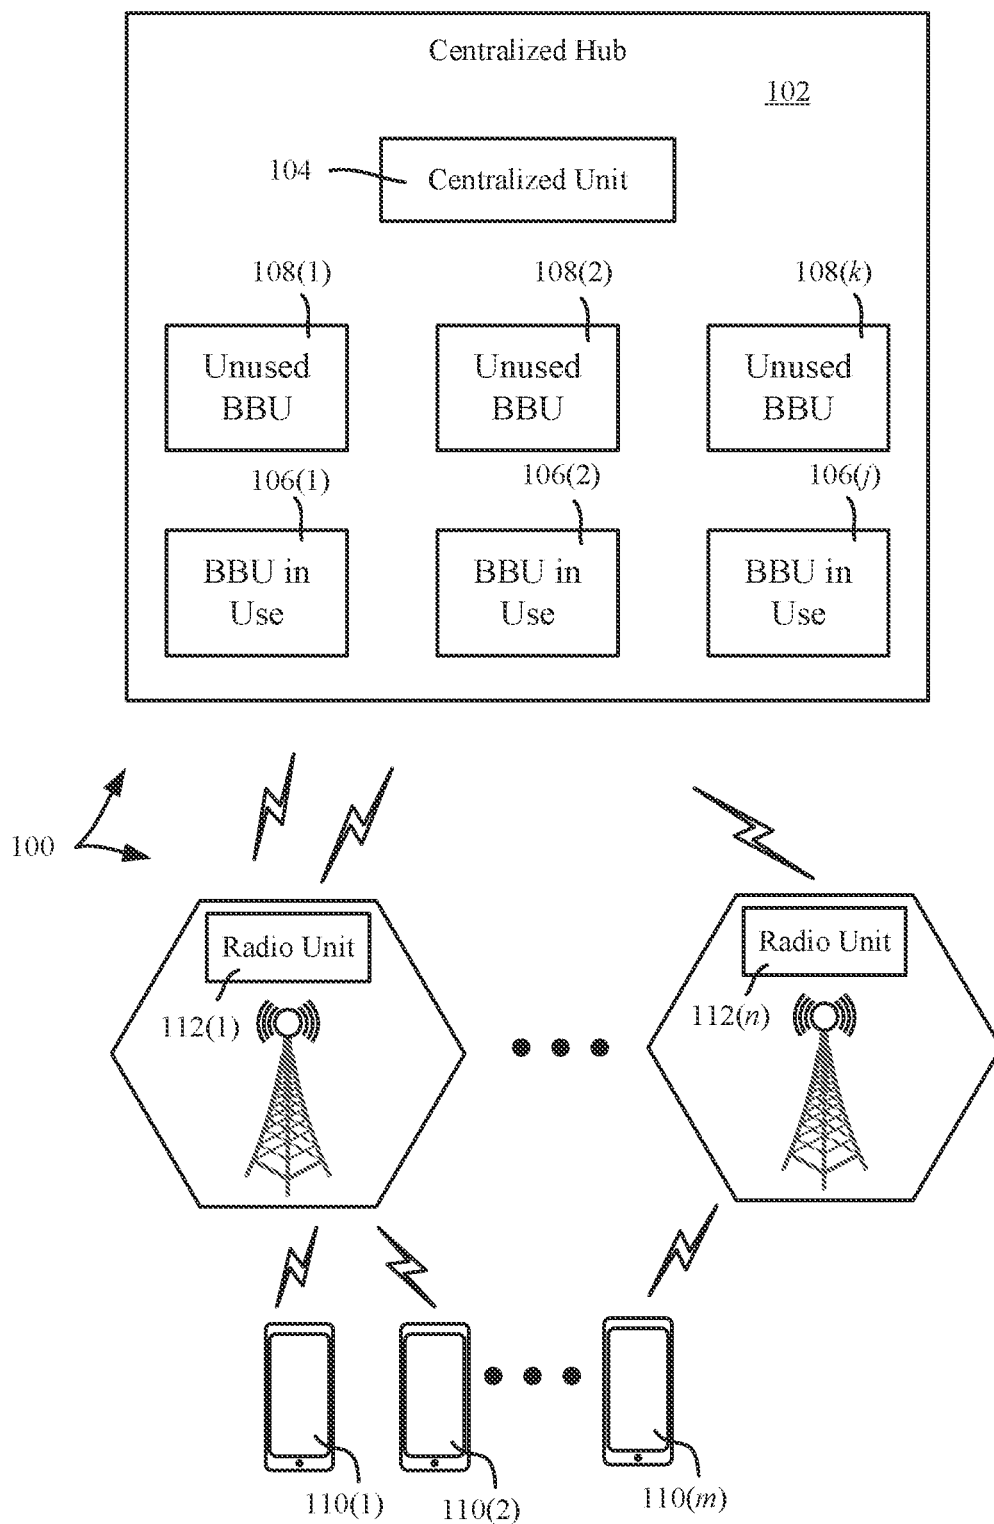 Centralized Hub
102
104
Centralized Unit
108(1)
108(2)
108(k)
Unused
BBU
Unused
BBU
Unused
BBU
106(1)
106(2)
106(j)
BBU in
Use
BBU in
Use
BBU in
Use
100
Radio Unit
Radio Unit
112(1)
112(n)
110(1)
110(2)
110(m)